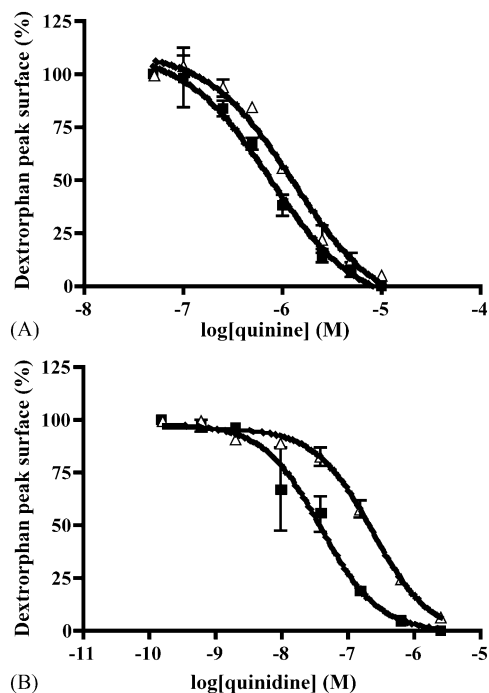 125
100
75
50
25
0
Dextrorphan peak surface (%)
-8 -7 -6 -5 -4
(A) log[quinine] (M)
125
100
75
50
25
0
Dextrorphan peak surface (%)
-11 -10 -9 -8 -7 -6 -5
(B) log[quinidine] (M)